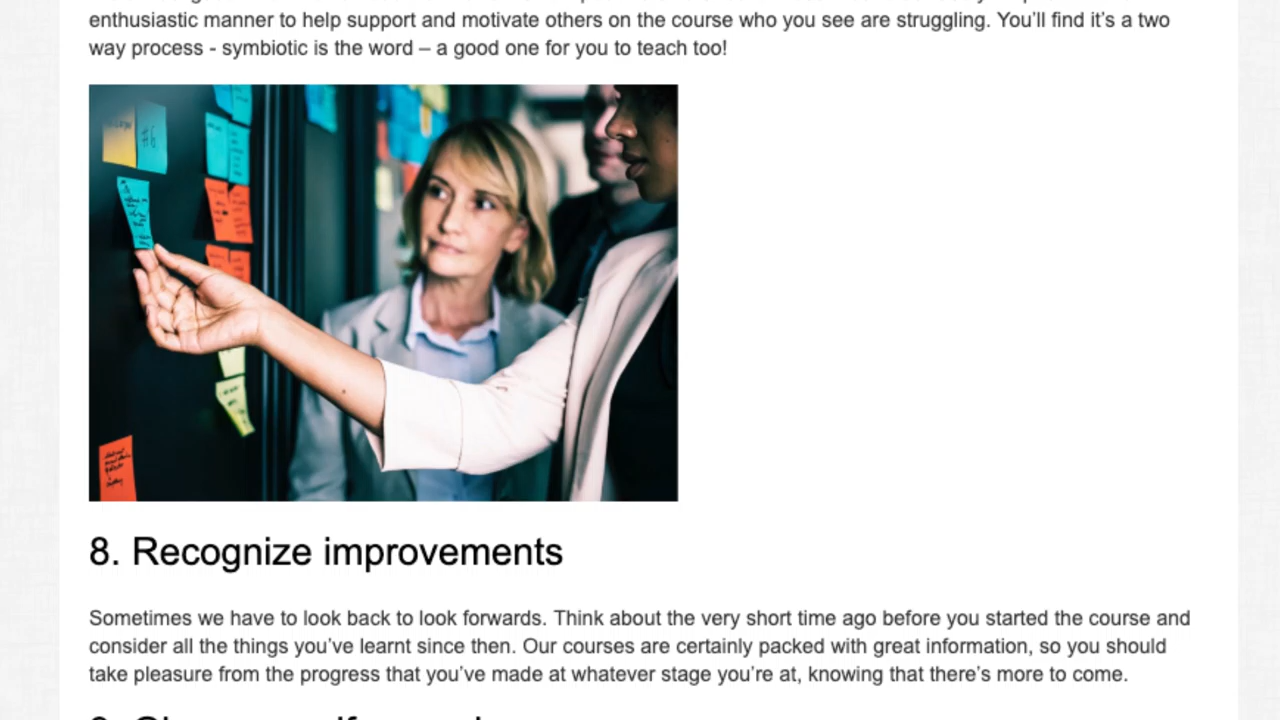 enthusiastic manner to help support and motivate others on the course who you see are struggling. You’ll find it’s a two
way process - symbiotic is the word – a good one for you to teach too!
#6
8. Recognize improvements
Sometimes we have to look back to look forwards. Think about the very short time ago before you started the course and
consider all the things you’ve learnt since then. Our courses are certainly packed with great information, so you should
take pleasure from the progress that you’ve made at whatever stage you’re at, knowing that there’s more to come.